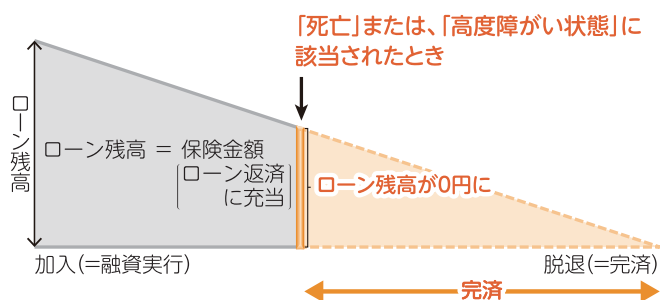 「死亡」または、「高度障がい状態」に
該当されたとき
ローン残高
ローン残高 = 保険金額
ローン返済
に充当
ローン残高が0円に
加入(=融資実行)
脱退(=完済)
完済